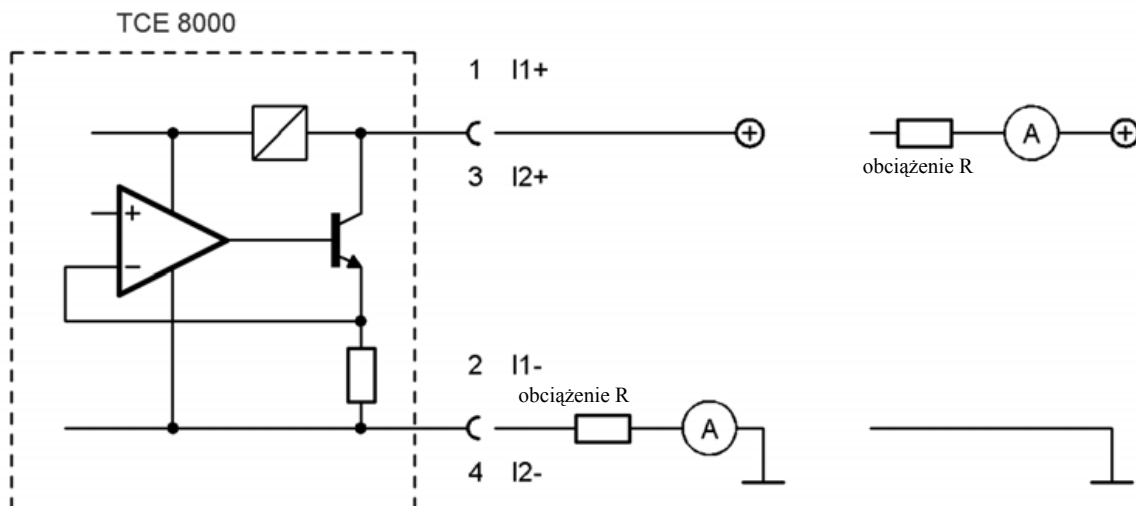 TCE 8000
1 I1+
3 I2+
obciążenie R
A
+
−
2 I1-
obciążenie R
A
4 I2-